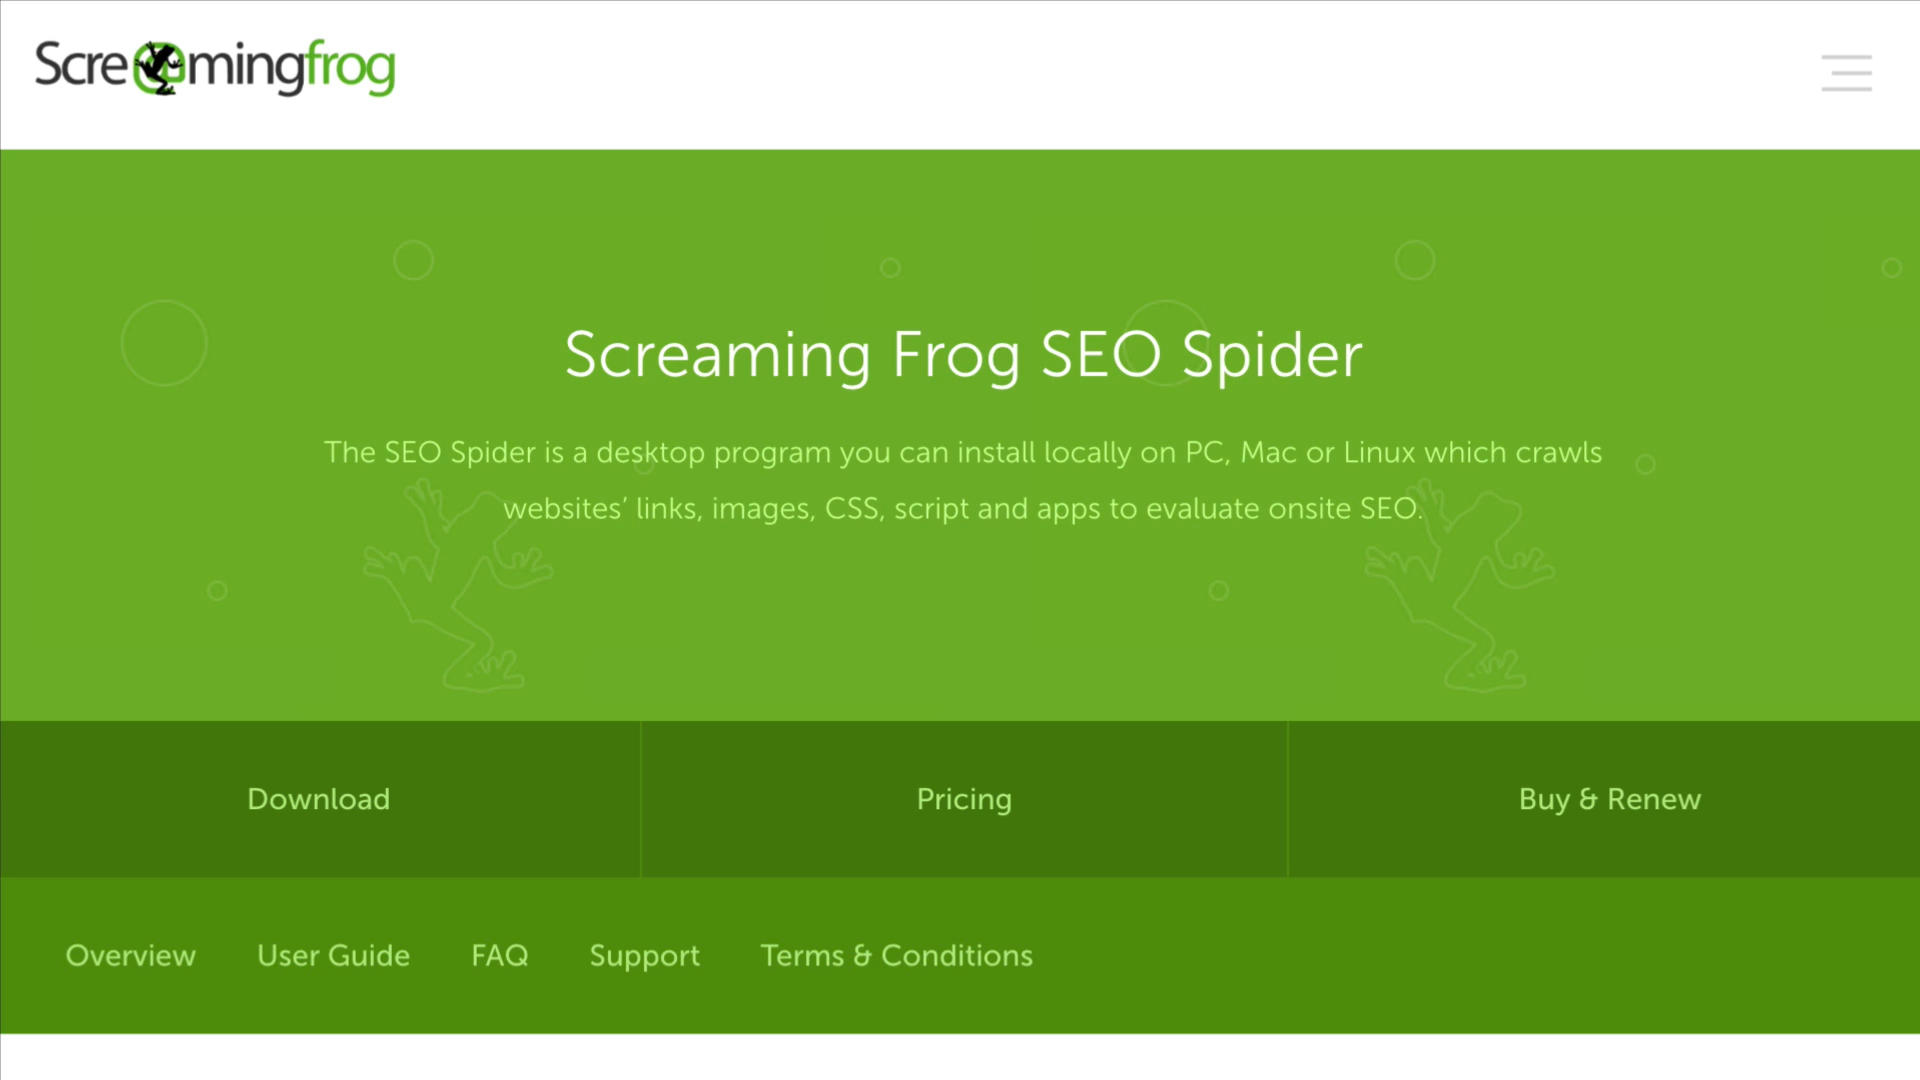 Screamingfrog
Screaming Frog SEO Spider
The SEO Spider is a desktop program you can install locally on PC, Mac or Linux which crawls
websites’ links, images, CSS, script and apps to evaluate onsite SEO.
Download
Pricing
Buy & Renew
Overview
User Guide
FAQ
Support
Terms & Conditions